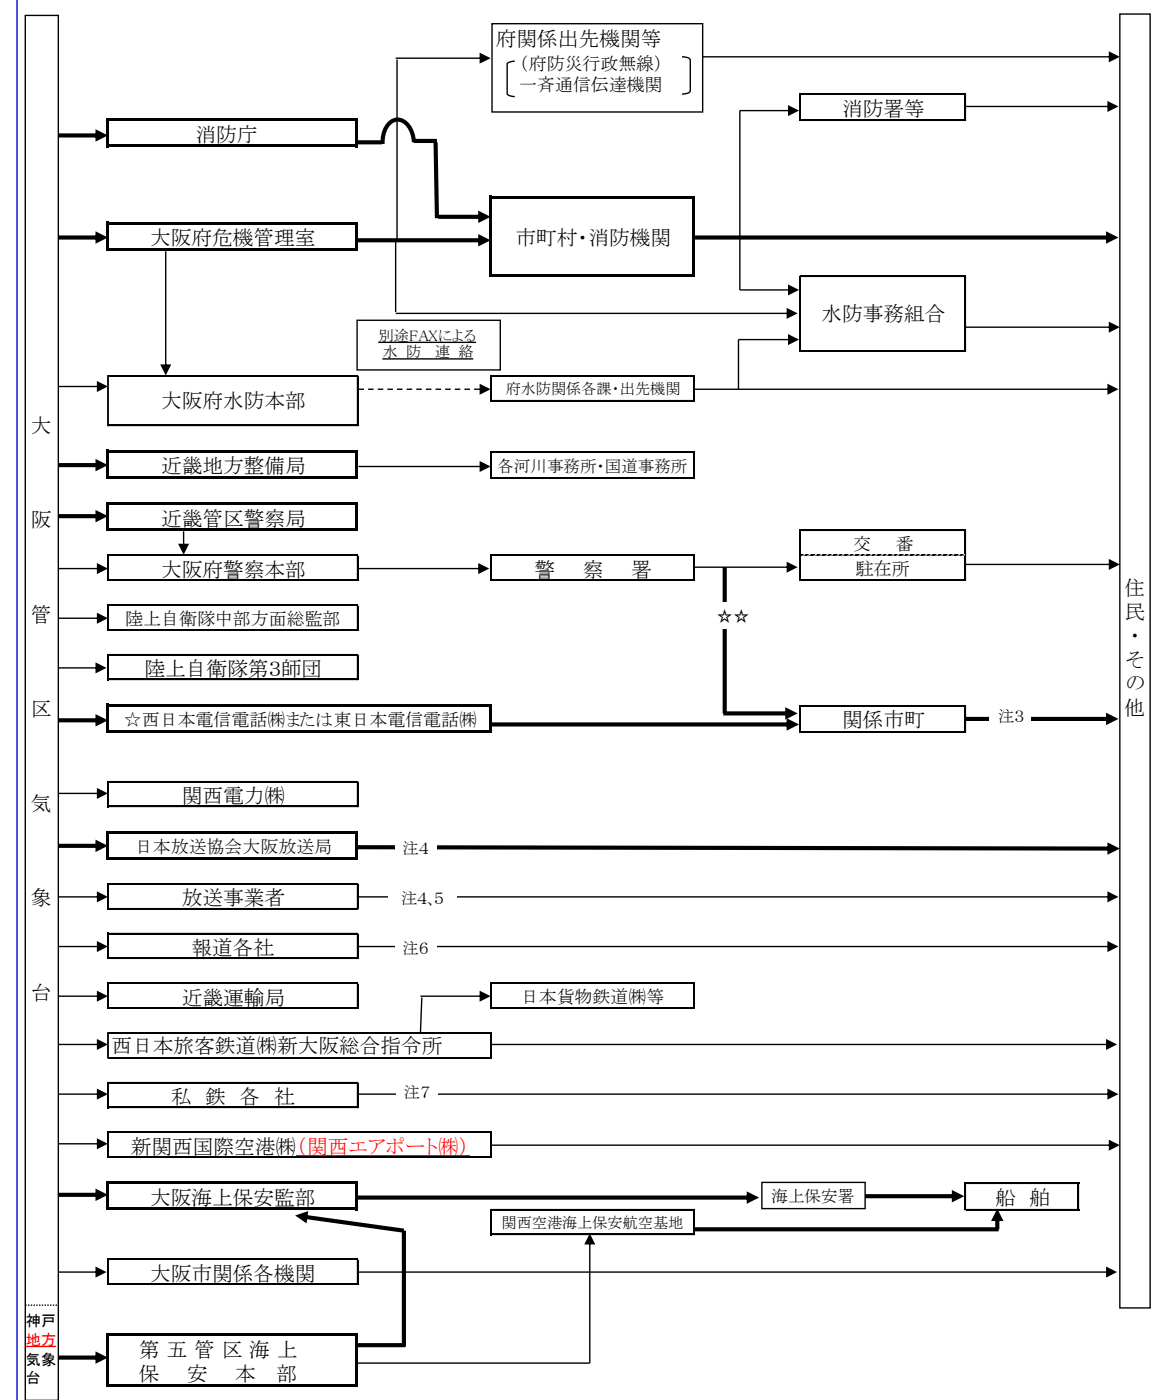 府関係出先機関等
（府防災行政無線）
一斉通信伝達機関
消防署等
消防庁
大阪府危機管理室
市町村・消防機関
水防事務組合
別途FAXによる
水防連絡
大阪府水防本部
府水防関係各課・出先機関
近畿地方整備局
各河川事務所・国道事務所
近畿管区警察局
大阪府警察本部
警察署
交番
駐在所
☆☆
陸上自衛隊中部方面総監部
陸上自衛隊第3師団
☆西日本電信電話㈱または東日本電信電話㈱
関係市町
注3
関西電力㈱
日本放送協会大阪放送局
注4
放送事業者
注4、5
報道各社
注6
近畿運輸局
日本貨物鉄道㈱等
西日本旅客鉄道㈱新大阪総合指令所
私鉄各社
注7
新関西国際空港㈱（関西エアポート㈱）
大阪海上保安監部
海上保安署
船舶
関西空港海上保安航空基地
大阪市関係各機関
第五管区海上
保安本部
大阪管区気象台
神戸
地方
気象
台
住民・その他